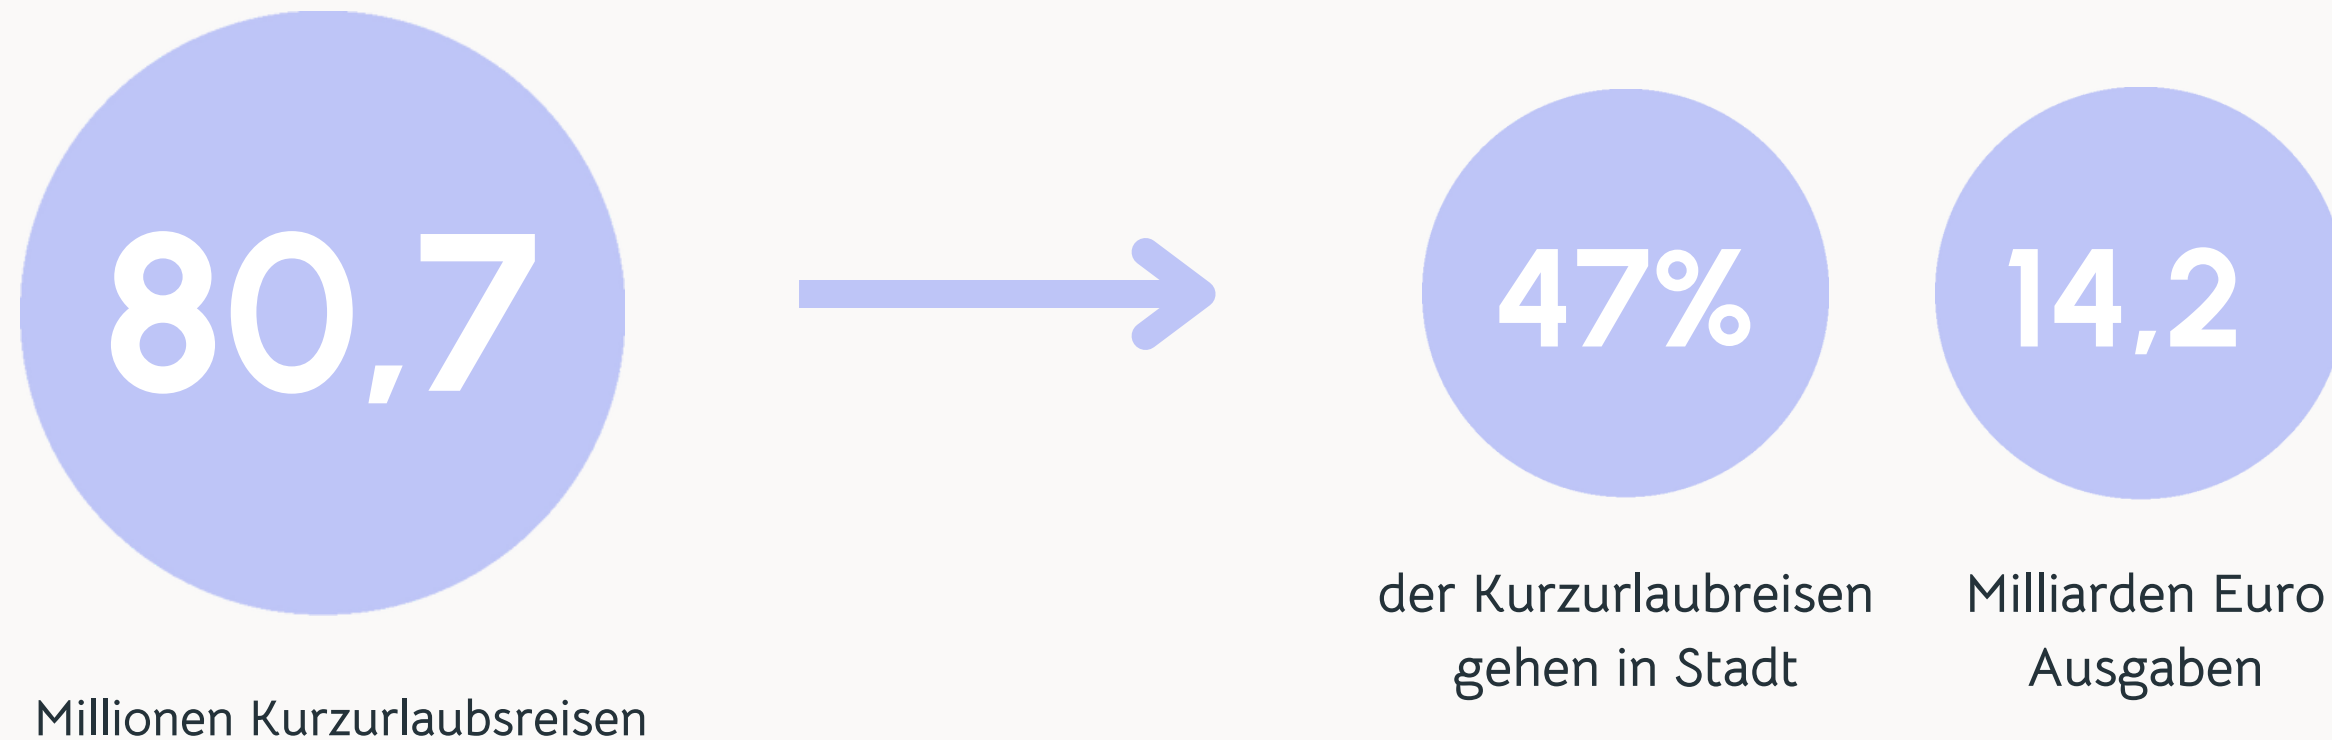 80,7
Millionen Kurzurlaubsreisen
47%
der Kurzurlaubreisen
gehen in Stadt
14,2
Milliarden Euro
Ausgaben